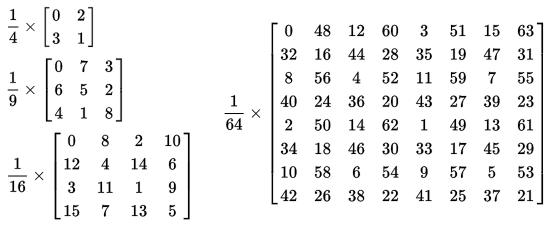 1/4 × [0 2
3 1]
1/9 × [0 7 3
6 5 2
4 1 8]
1/16 × [0 8 2 10
12 4 14 6
3 11 1 9
15 7 13 5]
1/64 × [0 48 12 60 3 51 15 63
32 16 44 28 35 19 47 31
8 56 4 52 11 59 7 55
40 24 36 20 43 27 39 23
2 50 14 62 1 49 13 61
34 18 46 30 33 17 45 29
10 58 6 54 9 57 5 53
42 26 38 22 41 25 37 21]